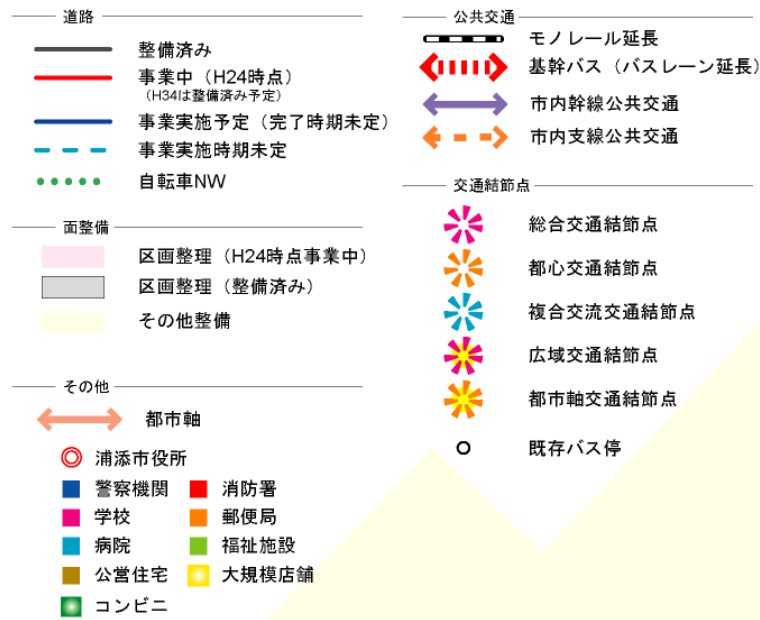 道路
整備済み
事業中（H24時点）
（H34は整備済み予定）
事業実施予定（完了時期未定）
事業実施時期未定
自転車NW
面整備
区画整理（H24時点事業中）
区画整理（整備済み）
その他整備
その他
都市軸
浦添市役所
警察機関 消防署
学校 郵便局
病院 福祉施設
公営住宅 大規模店舗
コンビニ
公共交通
モノレール延長
基幹バス（バスレーン延長）
市内幹線公共交通
市内支線公共交通
交通結節点
総合交通結節点
都心交通結節点
複合交流交通結節点
広域交通結節点
都市軸交通結節点
既存バス停